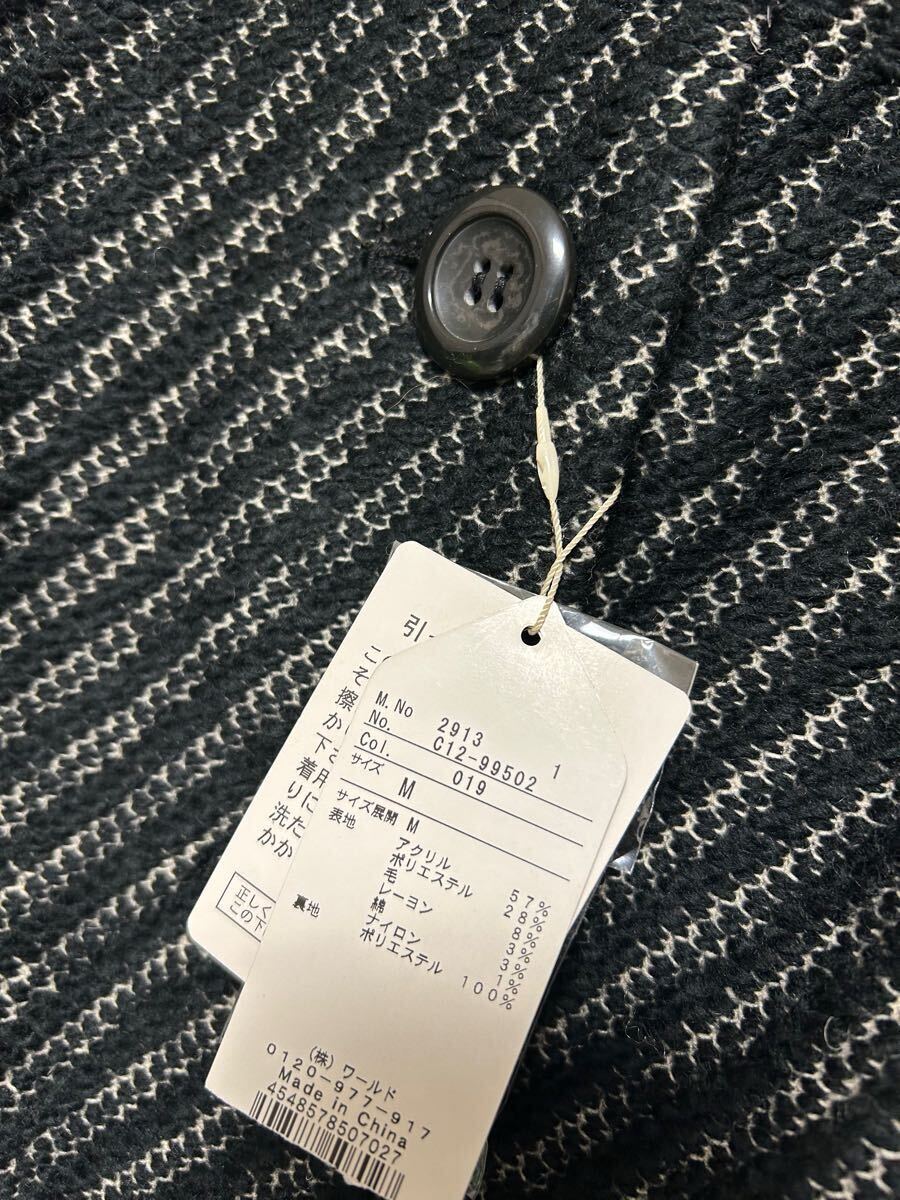 引
こ
そ
擦
か
下さ
着用
りに
洗た
かか
正しく
この下
M.No 2913
No. C12-99502 1
Col. 019
サイズ M
サイズ展開 M
表地 アクリル 57%
ポリエステル 28%
毛 8%
レーヨン 3%
綿 3%
ナイロン 1%
裏地 ポリエステル 100%
(株)ワールド
0120-977-917
Made in China
4548578507027